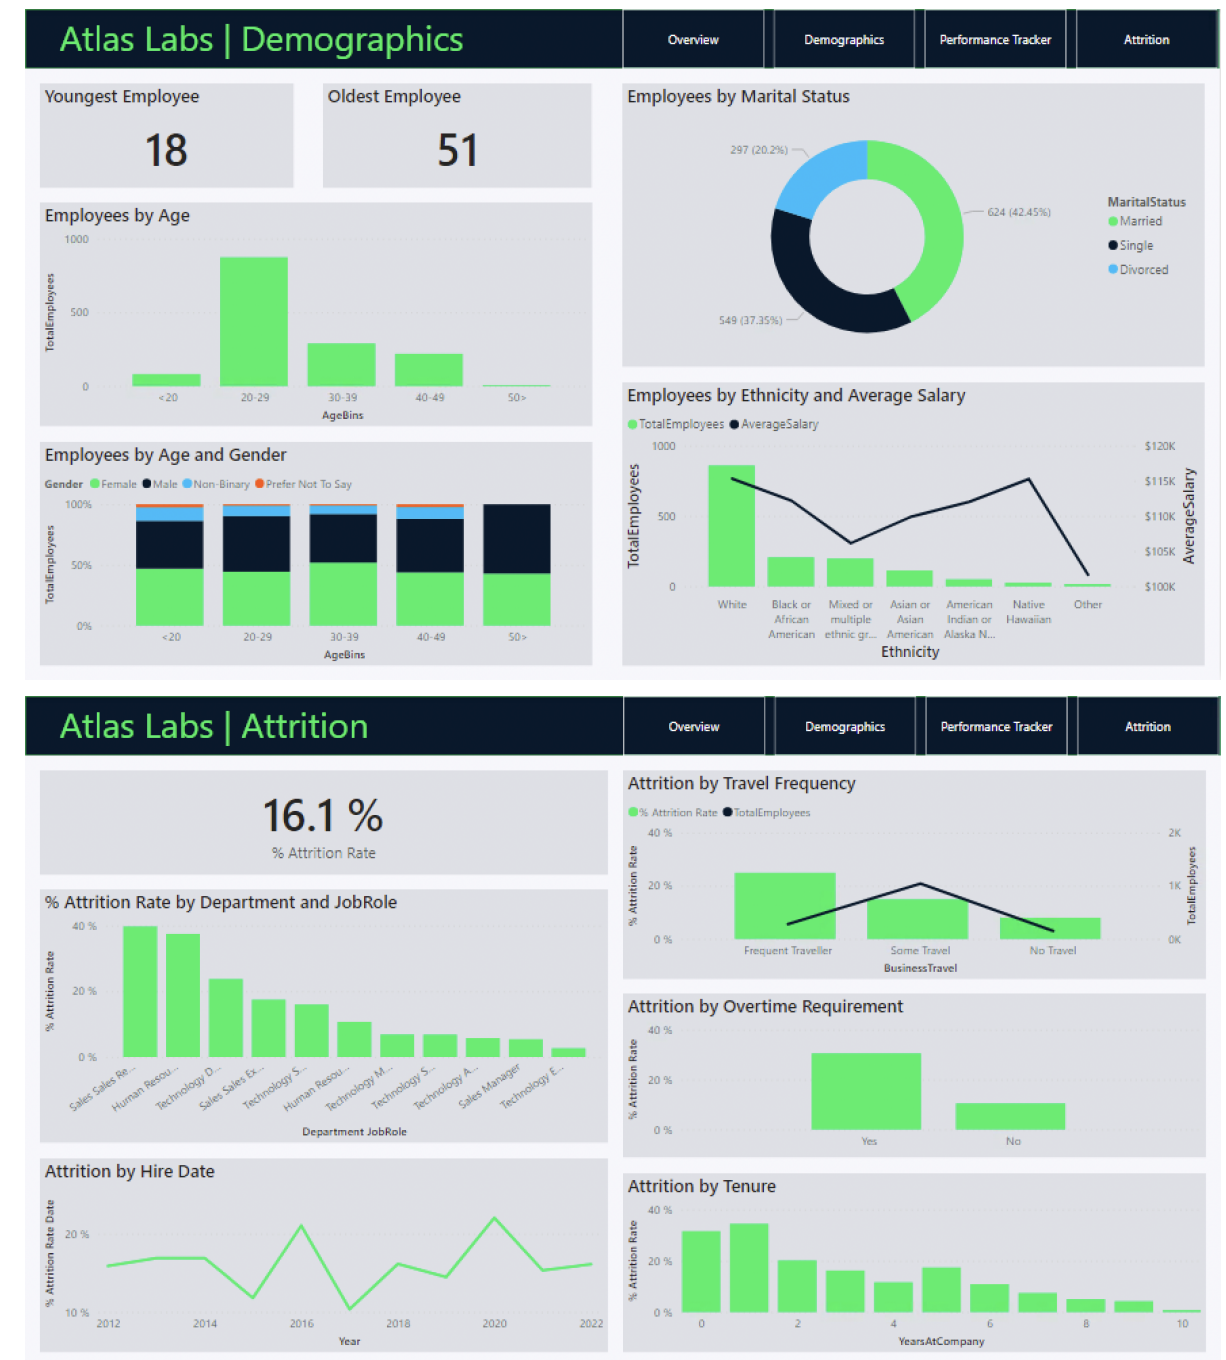 Atlas Labs | Demographics
Overview
Demographics
Performance Tracker
Attrition
Youngest Employee
18
Oldest Employee
51
Employees by Age
TotalEmployees
1000
500
0
<20
20-29
30-39
40-49
50>
AgeBins
Employees by Age and Gender
Gender
Female
Male
Non-Binary
Prefer Not To Say
TotalEmployees
100%
50%
0%
<20
20-29
30-39
40-49
50>
AgeBins
Employees by Marital Status
297 (20.2%)
624 (42.45%)
549 (37.35%)
MaritalStatus
Married
Single
Divorced
Employees by Ethnicity and Average Salary
TotalEmployees
AverageSalary
TotalEmployees
1000
500
0
$120K
$115K
$110K
$105K
$100K
AverageSalary
White
Black or
African
American
Mixed or
multiple
ethnic gr...
Asian or
Asian
American
American
Indian or
Alaska N...
Native
Hawaiian
Other
Ethnicity
Atlas Labs | Attrition
Overview
Demographics
Performance Tracker
Attrition
16.1 %
% Attrition Rate
% Attrition Rate by Department and JobRole
% Attrition Rate
40 %
20 %
0 %
Sales Sales Re...
Human Resou...
Technology D...
Sales Sales Ex...
Technology S...
Human Resou...
Technology M...
Technology S...
Technology A...
Sales Manager
Technology E...
Department JobRole
Attrition by Hire Date
% Attrition Rate Date
20 %
10 %
2012
2014
2016
2018
2020
2022
Year
Attrition by Travel Frequency
% Attrition Rate
TotalEmployees
% Attrition Rate
40 %
20 %
0 %
2K
1K
0K
TotalEmployees
Frequent Traveller
Some Travel
No Travel
BusinessTravel
Attrition by Overtime Requirement
% Attrition Rate
40 %
20 %
0 %
Yes
No
Attrition by Tenure
% Attrition Rate
40 %
20 %
0 %
0
2
4
6
8
10
YearsAtCompany